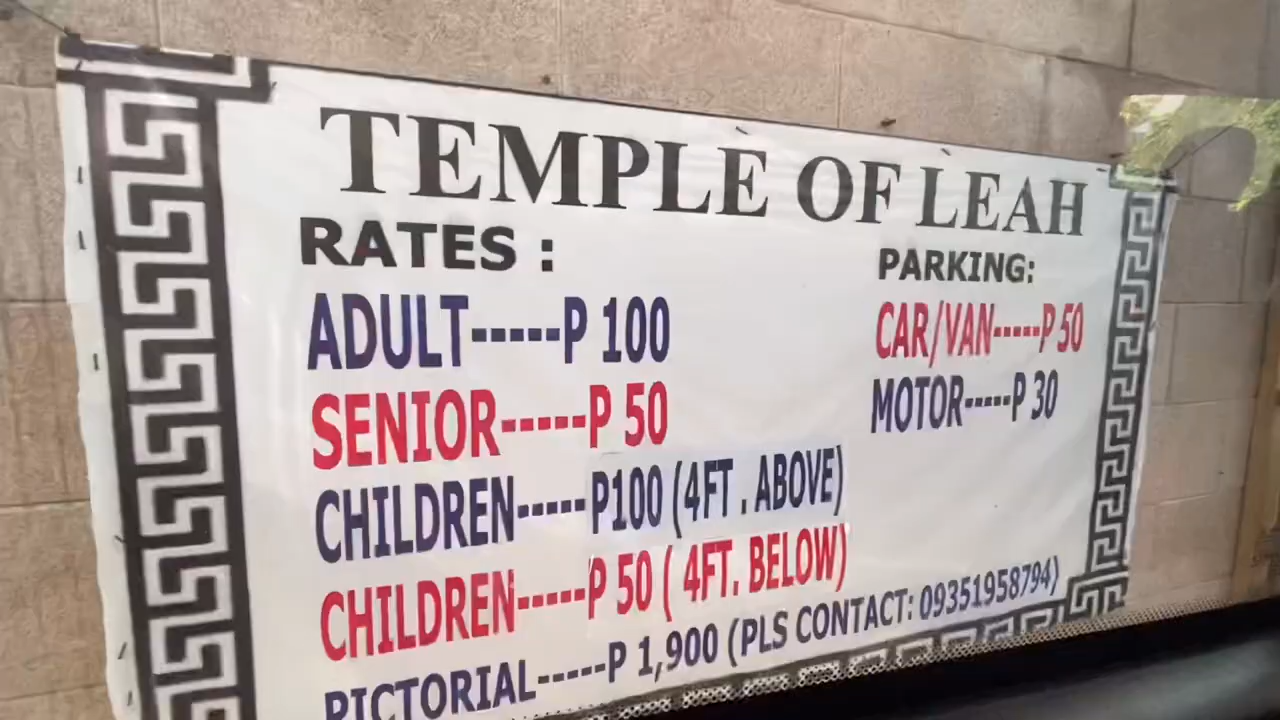 TEMPLE OF LEAH
RATES :
ADULT-----P 100
SENIOR-----P 50
CHILDREN-----P100 (4FT . ABOVE)
CHILDREN-----P 50 ( 4FT. BELOW)
PICTORIAL-----P 1,900 (PLS CONTACT: 09351958794)
PARKING:
CAR/VAN-----P 50
MOTOR-----P 30